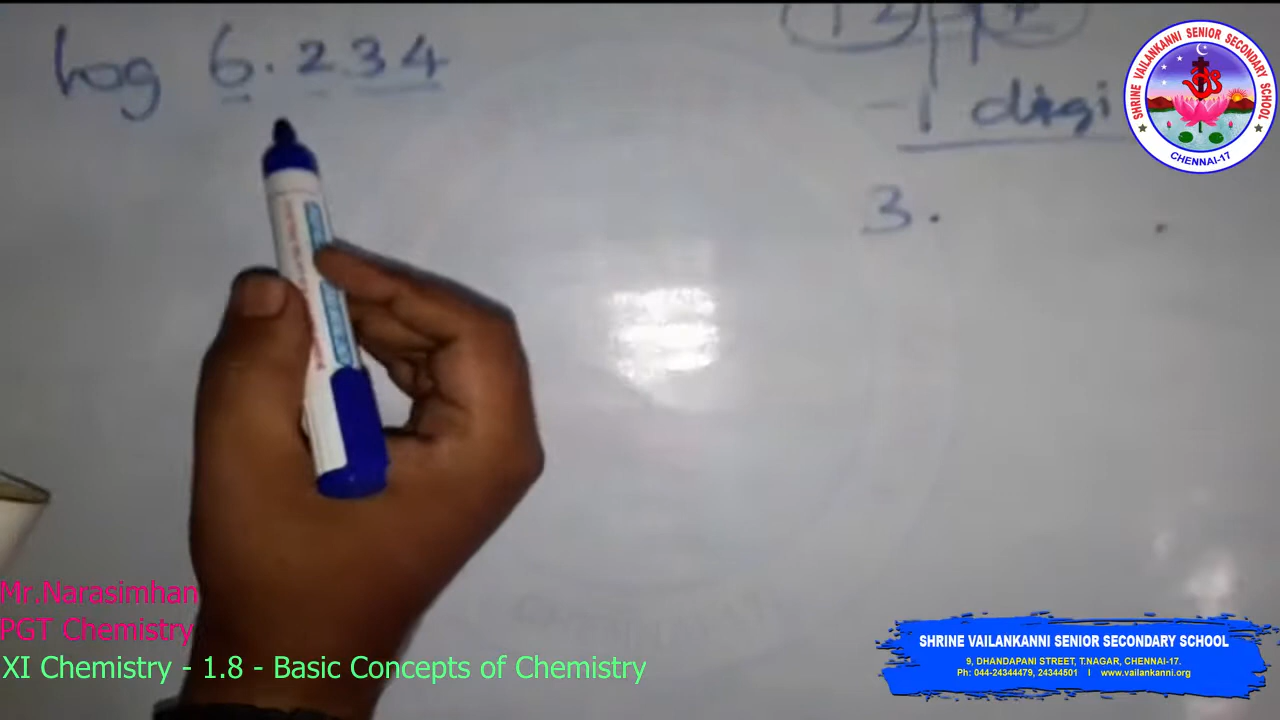 log 6.234
- 1 digi
3. .
SHRINE VAILANKANNI SENIOR SECONDARY SCHOOL
CHENNAI-17
Mr.Narasimhan
PGT Chemistry
XI Chemistry - 1.8 - Basic Concepts of Chemistry
SHRINE VAILANKANNI SENIOR SECONDARY SCHOOL
9, DHANDAPANI STREET, T.NAGAR, CHENNAI-17.
Ph: 044-24344479, 24344501 I www.vailankanni.org